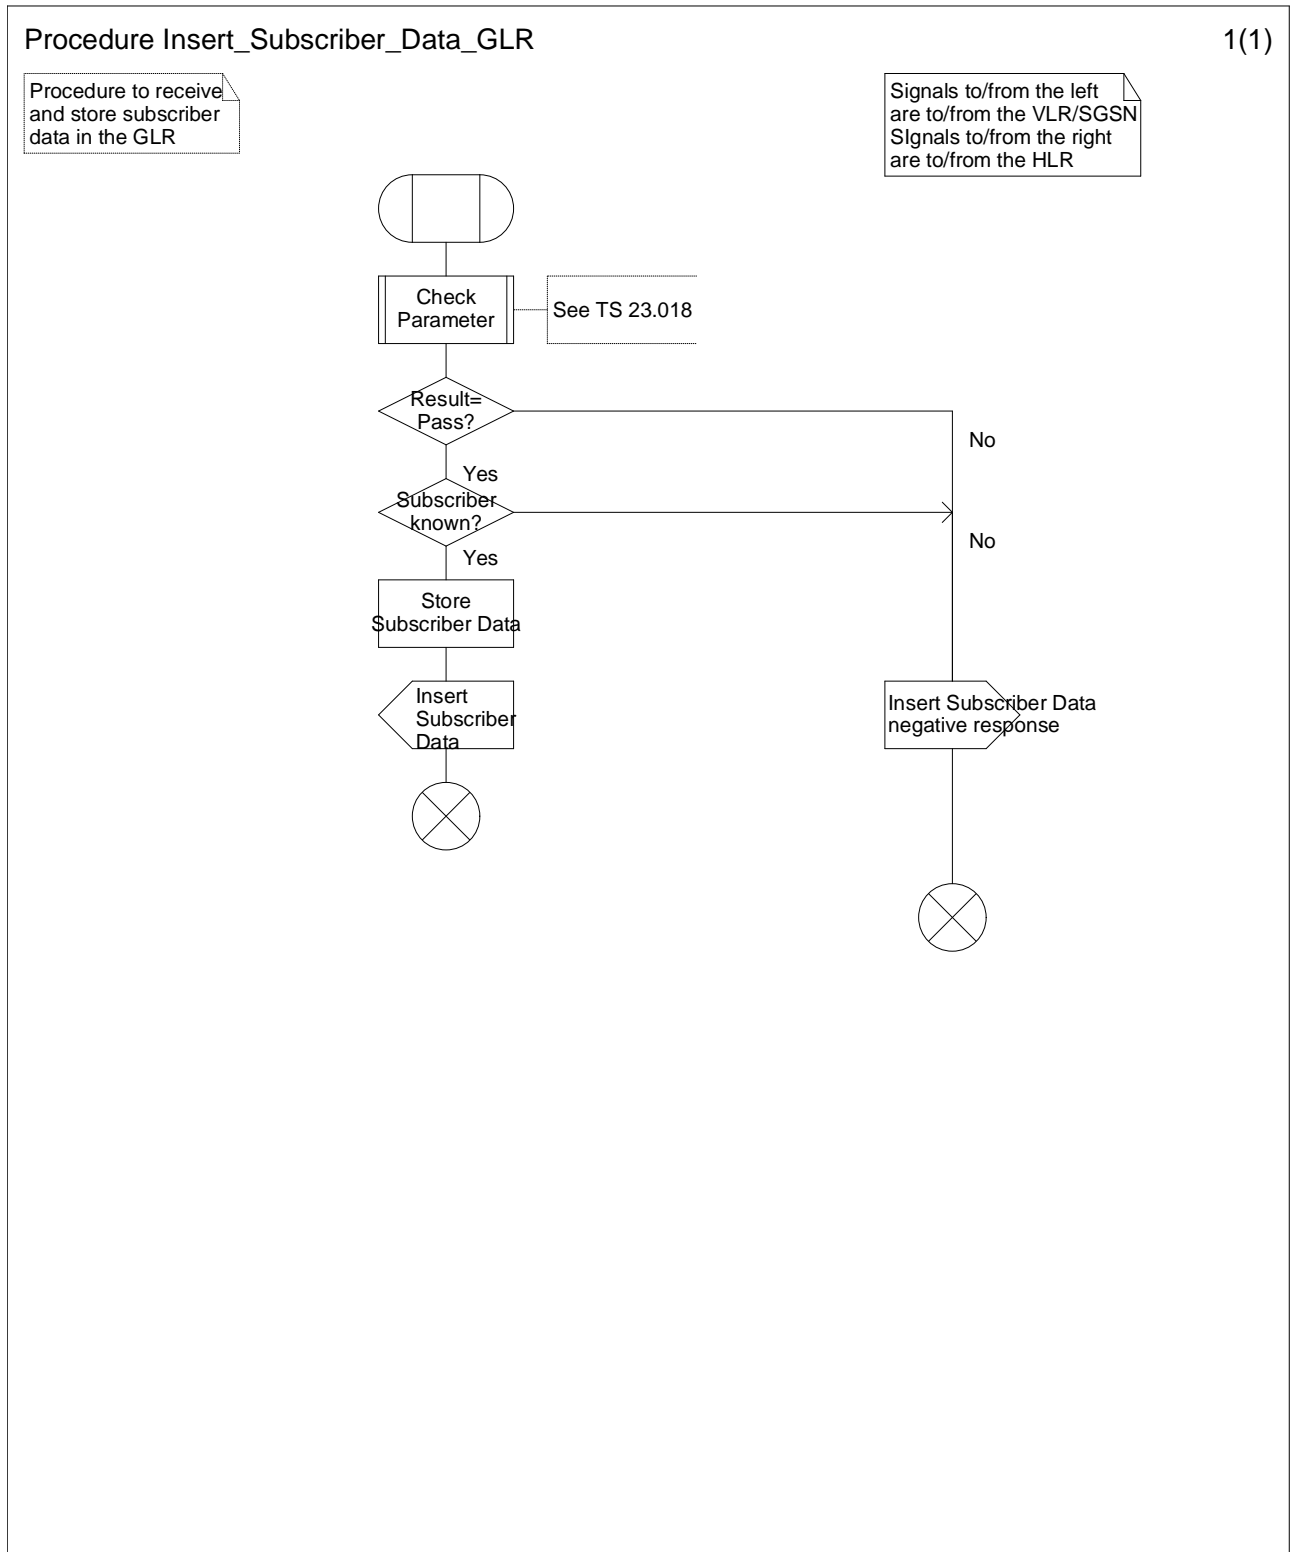 Procedure Insert_Subscriber_Data_GLR
1(1)
Procedure to receive
and store subscriber
data in the GLR
Signals to/from the left
are to/from the VLR/SGSN
SIgnals to/from the right
are to/from the HLR
Check
Parameter
See TS 23.018
Result=
Pass?
No
Yes
Subscriber
known?
No
Yes
Store
Subscriber Data
Insert
Subscriber
Data
Insert Subscriber Data
negative response